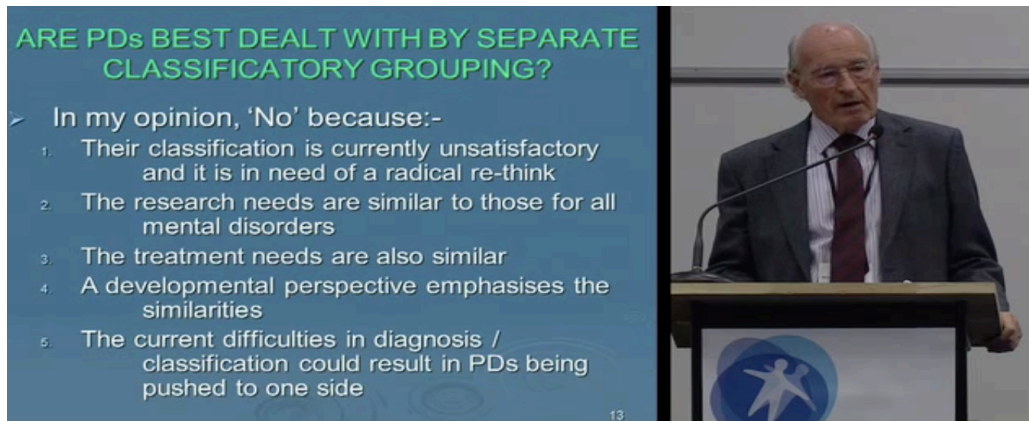 ARE PDs BEST DEALT WITH BY SEPARATE
CLASSIFICATORY GROUPING?
➢ In my opinion, ‘No’ because:-
1. Their classification is currently unsatisfactory
and it is in need of a radical re-think
2. The research needs are similar to those for all
mental disorders
3. The treatment needs are also similar
4. A developmental perspective emphasises the
similarities
5. The current difficulties in diagnosis /
classification could result in PDs being
pushed to one side
13